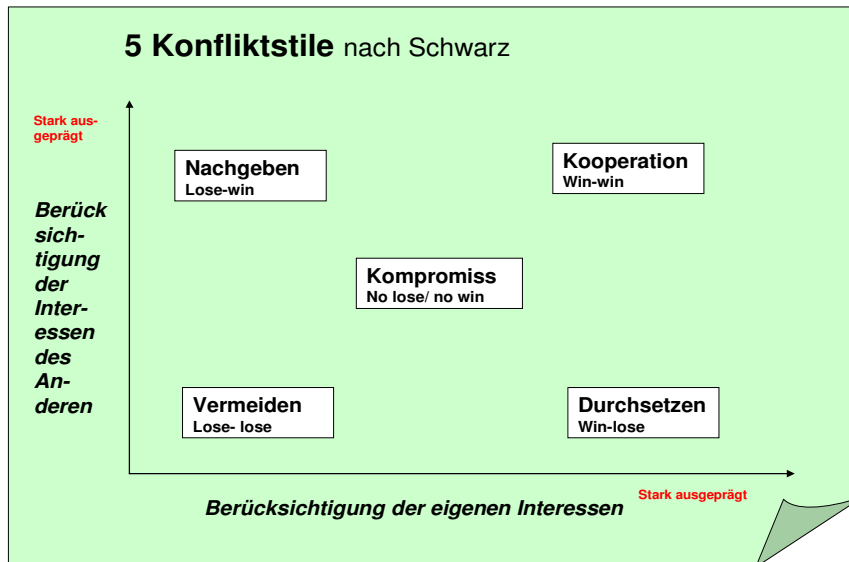 5 Konfliktstile nach Schwarz
Stark aus-
geprägt
Nachgeben
Lose-win
Kooperation
Win-win
Berück
sich-
tigung
der
Inter-
essen
des
An-
deren
Kompromiss
No lose/ no win
Vermeiden
Lose- lose
Durchsetzen
Win-lose
Berücksichtigung der eigenen Interessen
Stark ausgeprägt